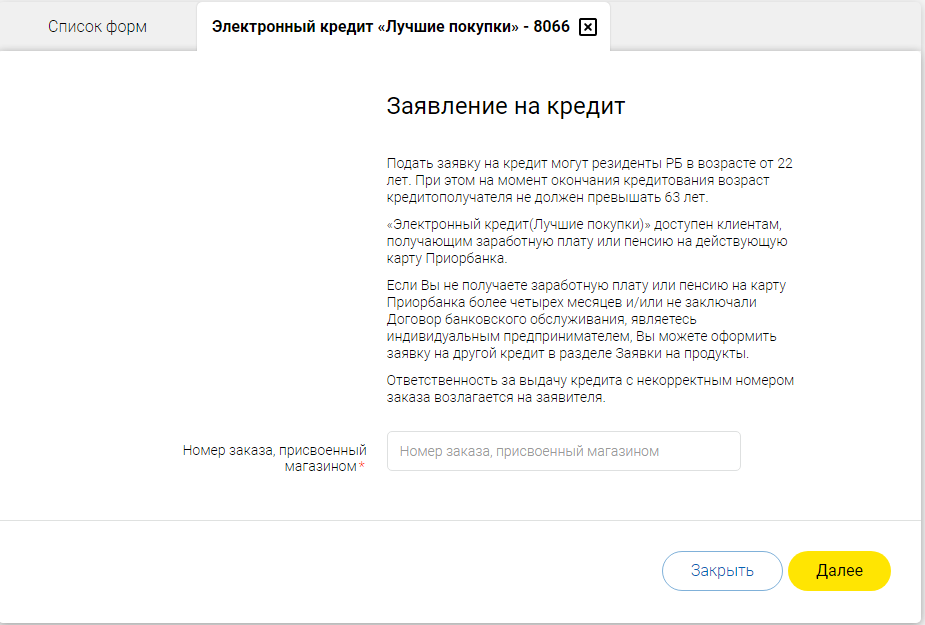 Список форм
Электронный кредит «Лучшие покупки» - 8066
Заявление на кредит
Подать заявку на кредит могут резиденты РБ в возрасте от 22
лет. При этом на момент окончания кредитования возраст
кредитополучателя не должен превышать 63 лет.
«Электронный кредит(Лучшие покупки)» доступен клиентам,
получающим заработную плату или пенсию на действующую
карту Приорбанка.
Если Вы не получаете заработную плату или пенсию на карту
Приорбанка более четырех месяцев и/или не заключали
Договор банковского обслуживания, являетесь
индивидуальным предпринимателем, Вы можете оформить
заявку на другой кредит в разделе Заявки на продукты.
Ответственность за выдачу кредита с некорректным номером
заказа возлагается на заявителя.
Номер заказа, присвоенный
магазином*
Номер заказа, присвоенный магазином
Закрыть
Далее